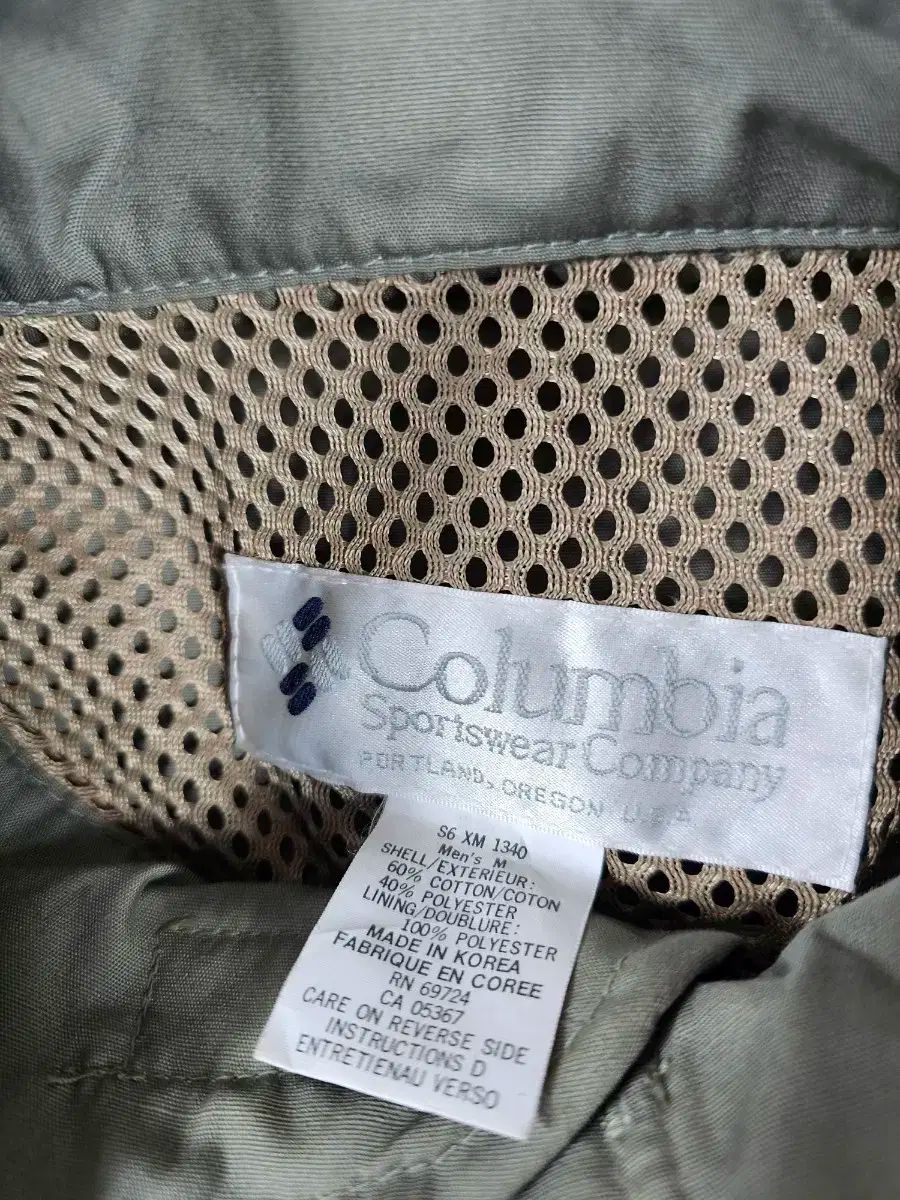 Columbia
Sportswear Company
PORTLAND, OREGON U.S.A
S6 XM 1340
Men's M
SHELL/EXTERIEUR:
60% COTTON/COTON
40% POLYESTER
LINING/DOUBLURE:
100% POLYESTER
MADE IN KOREA
FABRIQUE EN COREE
RN 69724
CA 05367
CARE ON REVERSE SIDE
INSTRUCTIONS D
ENTRETIENAU VERSO